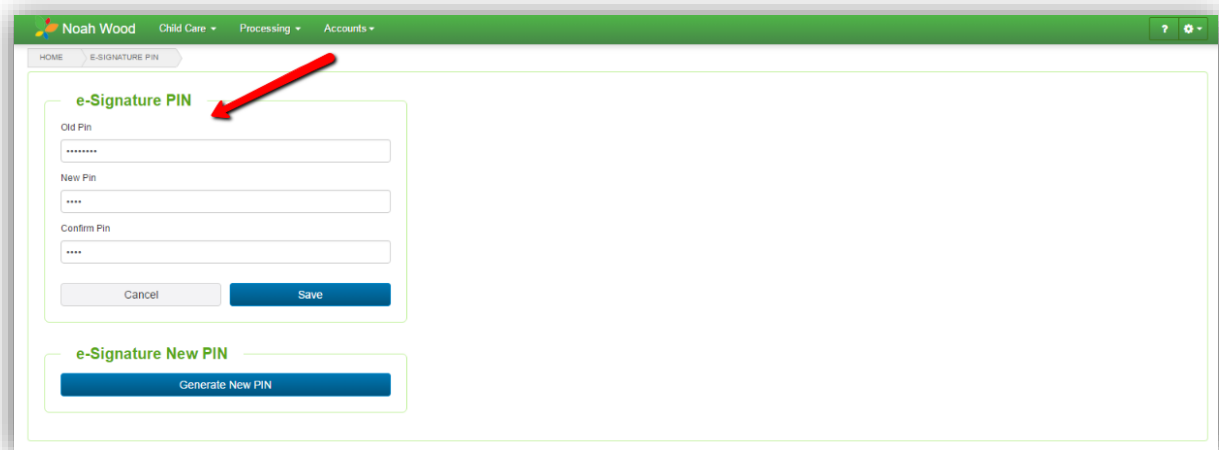 Noah Wood Child Care Processing Accounts ?
HOME E-SIGNATURE PIN
e-Signature PIN
Old Pin
••••••••
New Pin
••••
Confirm Pin
••••
Cancel Save
e-Signature New PIN
Generate New PIN